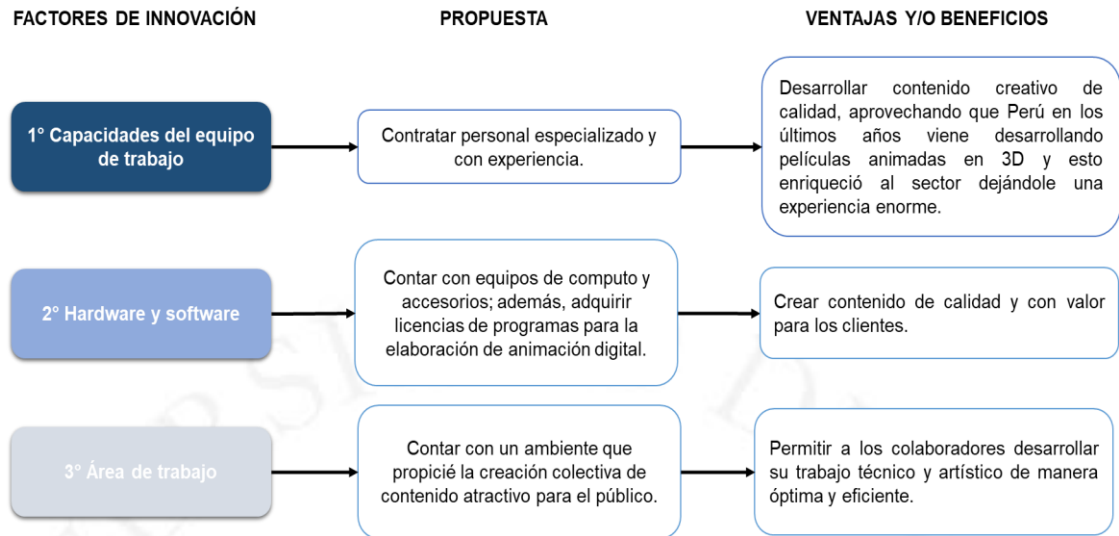 FACTORES DE INNOVACIÓN
PROPUESTA
VENTAJAS Y/O BENEFICIOS
1° Capacidades del equipo
de trabajo
Contratar personal especializado y
con experiencia.
Desarrollar contenido creativo de
calidad, aprovechando que Perú en los
últimos años viene desarrollando
películas animadas en 3D y esto
enriqueció al sector dejándole una
experiencia enorme.
2° Hardware y software
Contar con equipos de computo y
accesorios; además, adquirir
licencias de programas para la
elaboración de animación digital.
Crear contenido de calidad y con valor
para los clientes.
3° Área de trabajo
Contar con un ambiente que
propicié la creación colectiva de
contenido atractivo para el público.
Permitir a los colaboradores desarrollar
su trabajo técnico y artístico de manera
óptima y eficiente.